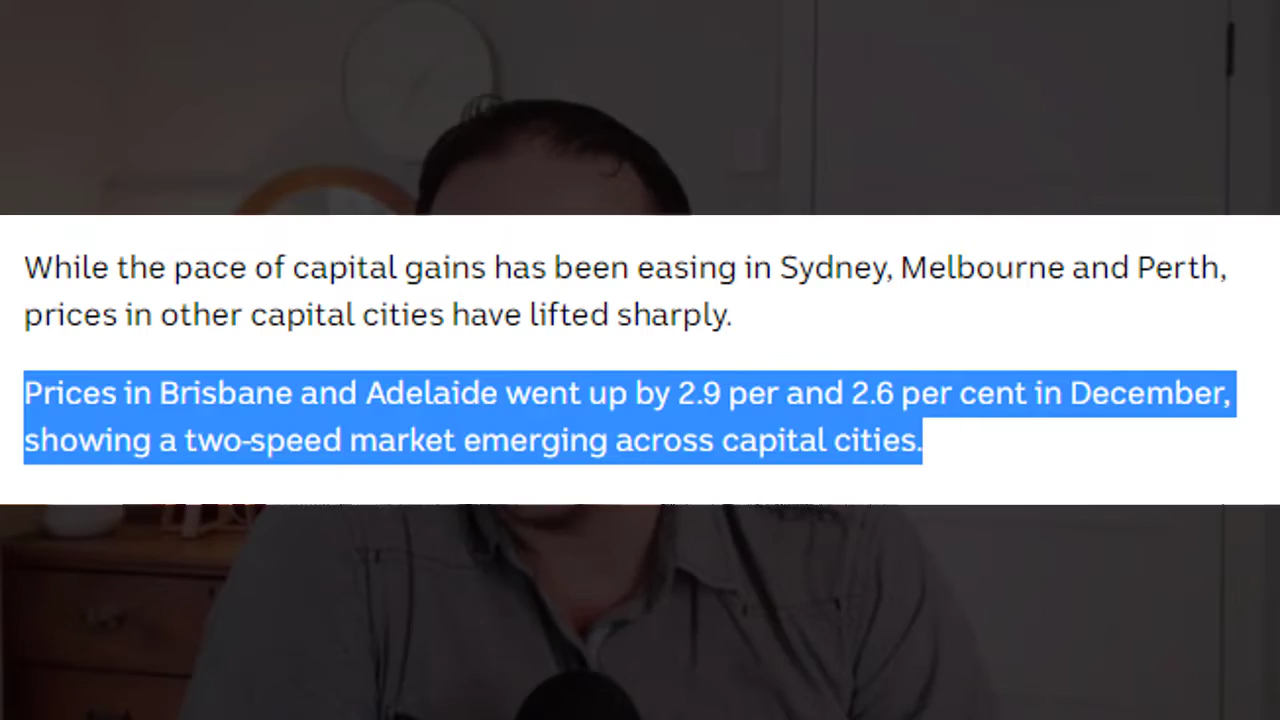 While the pace of capital gains has been easing in Sydney, Melbourne and Perth,
prices in other capital cities have lifted sharply.
Prices in Brisbane and Adelaide went up by 2.9 per and 2.6 per cent in December,
showing a two-speed market emerging across capital cities.